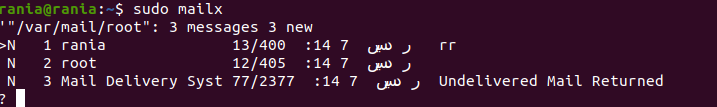 rania@rania:~$ sudo mailx
'"/var/mail/root": 3 messages 3 new
>N 1 rania 13/400 :14 7 rr
N 2 root 12/405 :14 7
N 3 Mail Delivery Syst 77/2377 :14 7 Undelivered Mail Returned
?